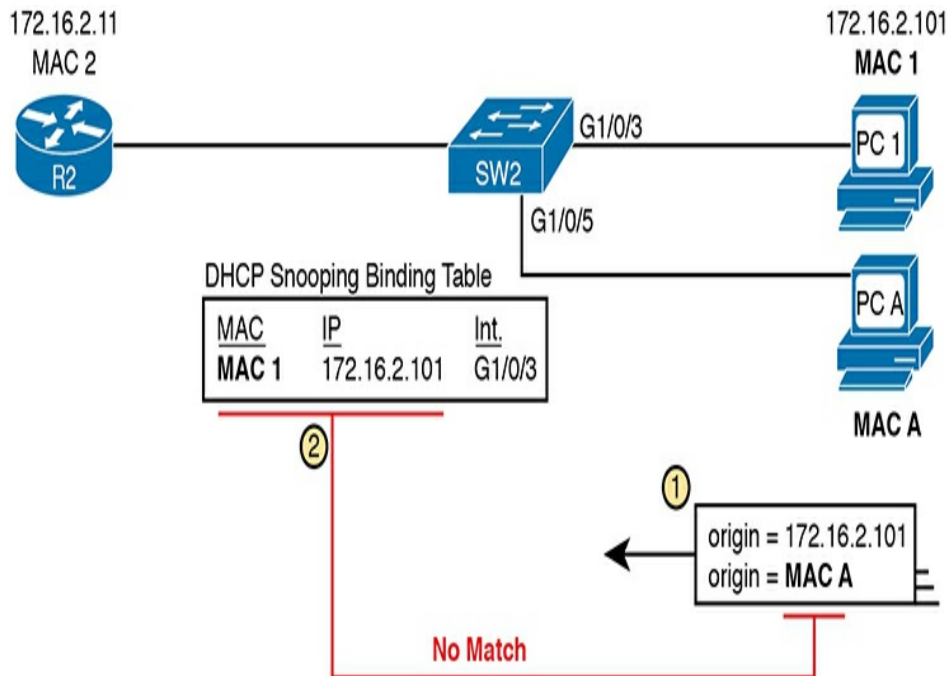 172.16.2.11
MAC 2
R2
SW2
G1/0/3
G1/0/5
172.16.2.101
MAC 1
PC 1
PC A
MAC A
DHCP Snooping Binding Table
MAC IP Int.
MAC 1 172.16.2.101 G1/0/3
2
1
origin = 172.16.2.101
origin = MAC A
No Match